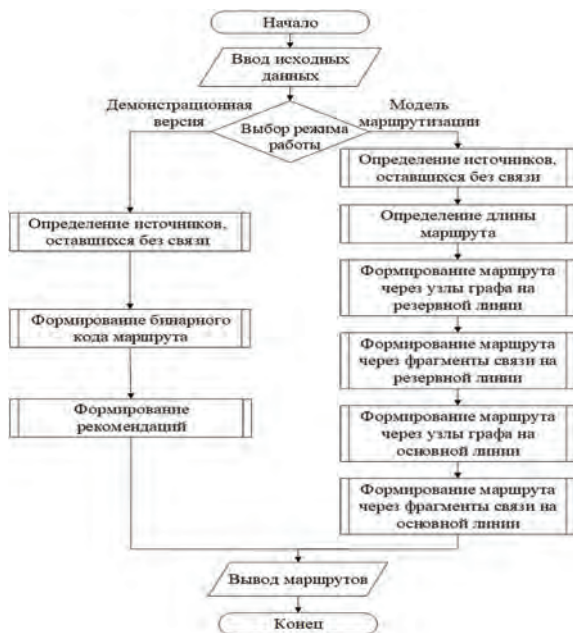 Начало
Ввод исходных
данных
Демонстрационная
версия
Выбор режима
работы
Модель
маршрутизации
Определение источников,
оставшихся без связи
Формирование бинарного
кода маршрута
Формирование
рекомендаций
Определение источников,
оставшихся без связи
Определение длины
маршрута
Формирование маршрута
через узлы графа на
резервной линии
Формирование маршрута
через фрагменты связи на
резервной линии
Формирование маршрута
через узлы графа на
основной линии
Формирование маршрута
через фрагменты связи на
основной линии
Вывод маршрутов
Конец